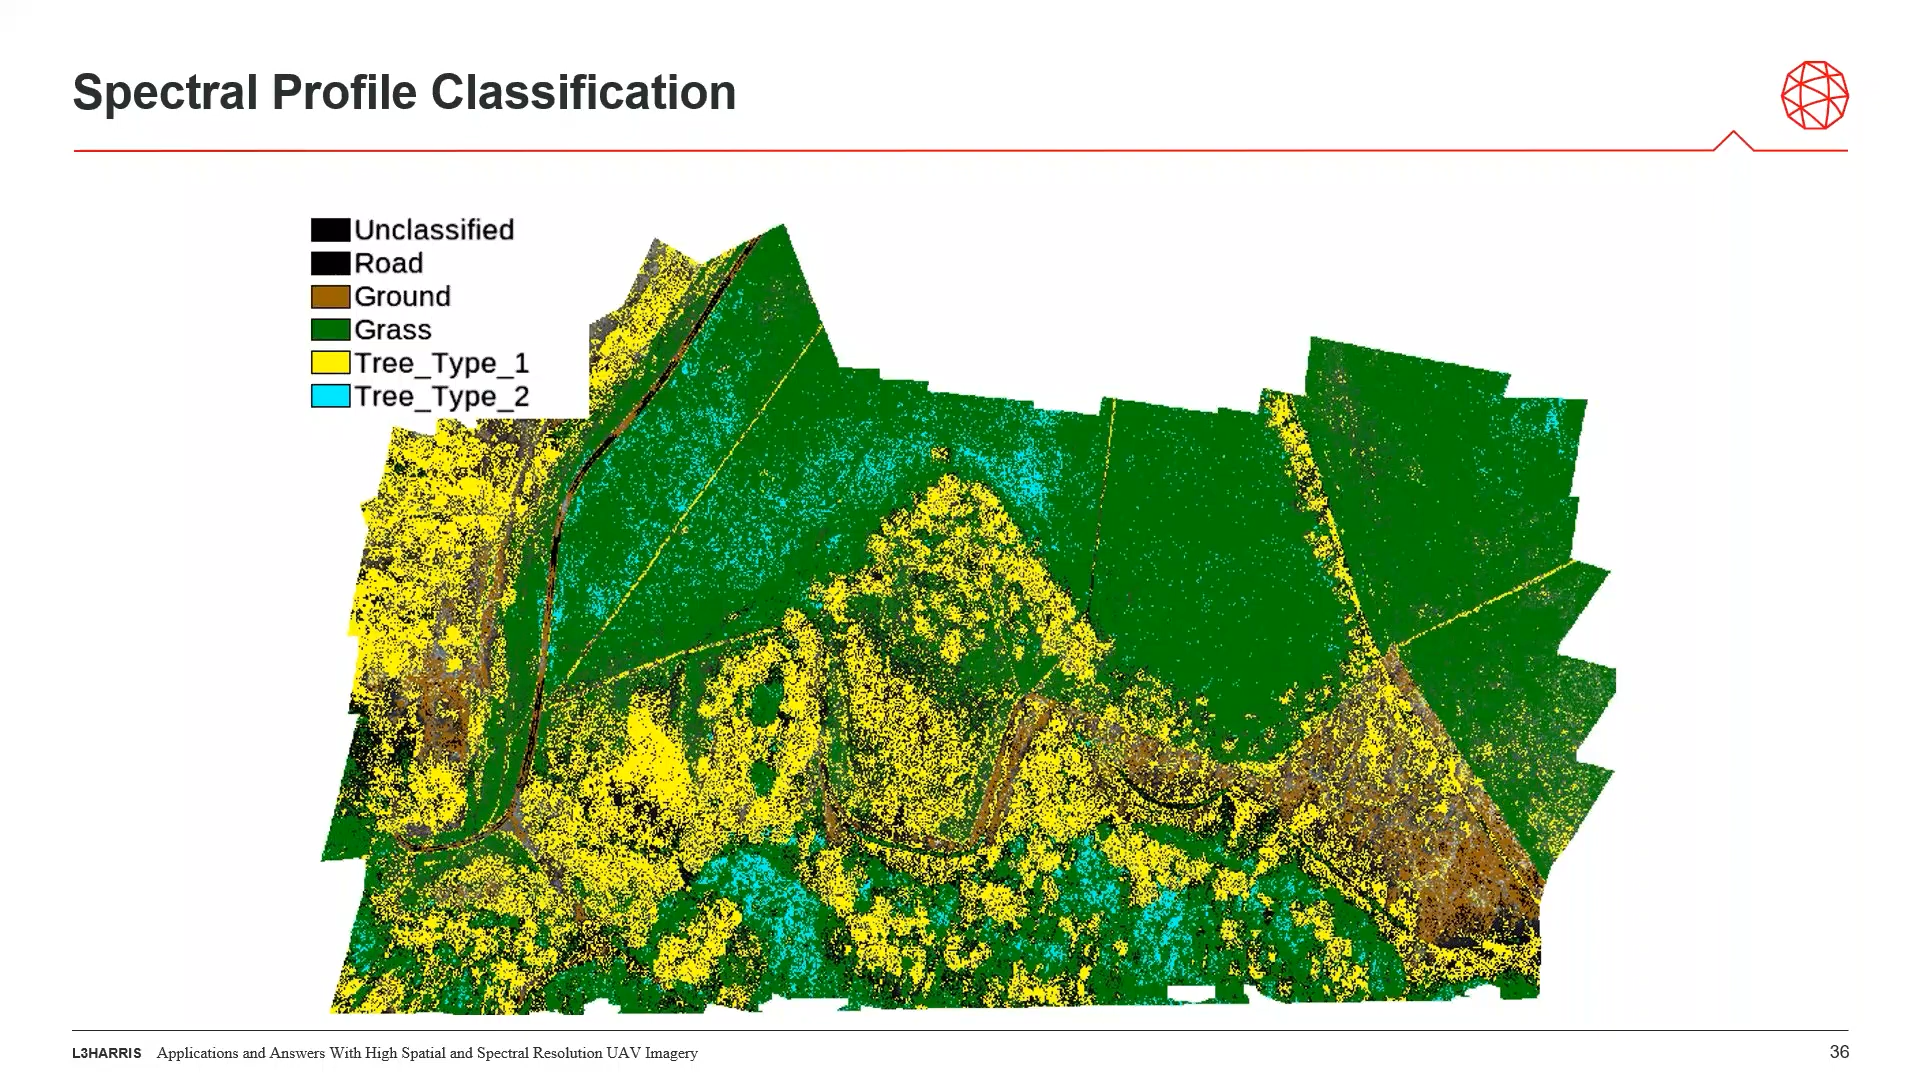 Spectral Profile Classification
Unclassified
Road
Ground
Grass
Tree_Type_1
Tree_Type_2
L3HARRIS Applications and Answers With High Spatial and Spectral Resolution UAV Imagery
36